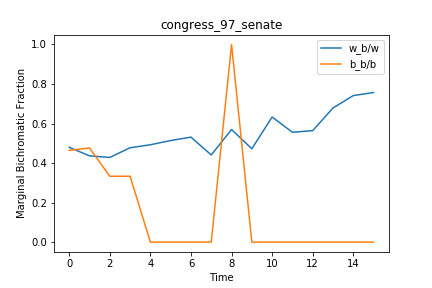 congress_97_senate
w_b/w
b_b/b
Marginal Bichromatic Fraction
1.0
0.8
0.6
0.4
0.2
0.0
0 2 4 6 8 10 12 14
Time